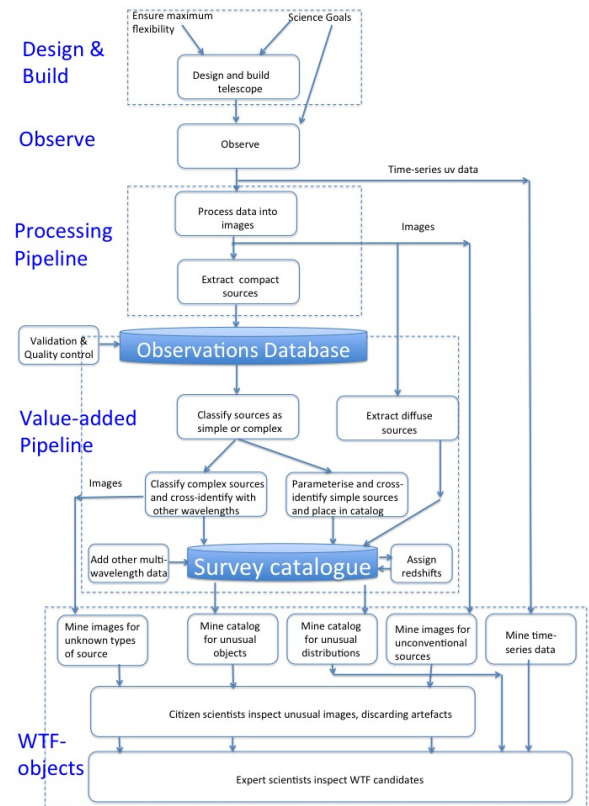 Ensure maximum
flexibility
Science Goals
Design &
Build
Design and build
telescope
Observe
Observe
Time-series uv data
Processing
Pipeline
Process data into
images
Images
Extract compact
sources
Validation &
Quality control
Observations Database
Value-added
Pipeline
Classify sources as
simple or complex
Extract diffuse
sources
Images
Classify complex sources
and cross-identify with
other wavelengths
Parameterise and cross-
identify simple sources
and place in catalog
Add other multi-
wavelength data
Survey catalogue
Assign
redshifts
Mine images for
unknown types
of source
Mine catalog
for unusual
objects
Mine catalog
for unusual
distributions
Mine images for
unconventional
sources
Mine time-
series data
WTF-
objects
Citizen scientists inspect unusual images, discarding artefacts
Expert scientists inspect WTF candidates